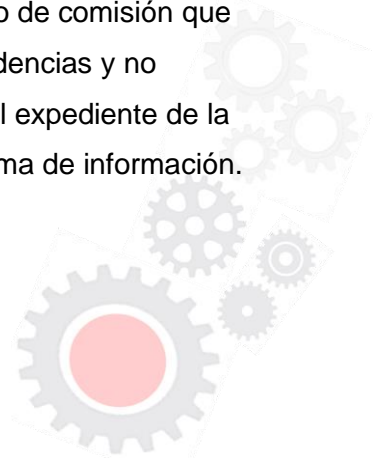 o de comisión que
dencias y no
l expediente de la
ma de información.